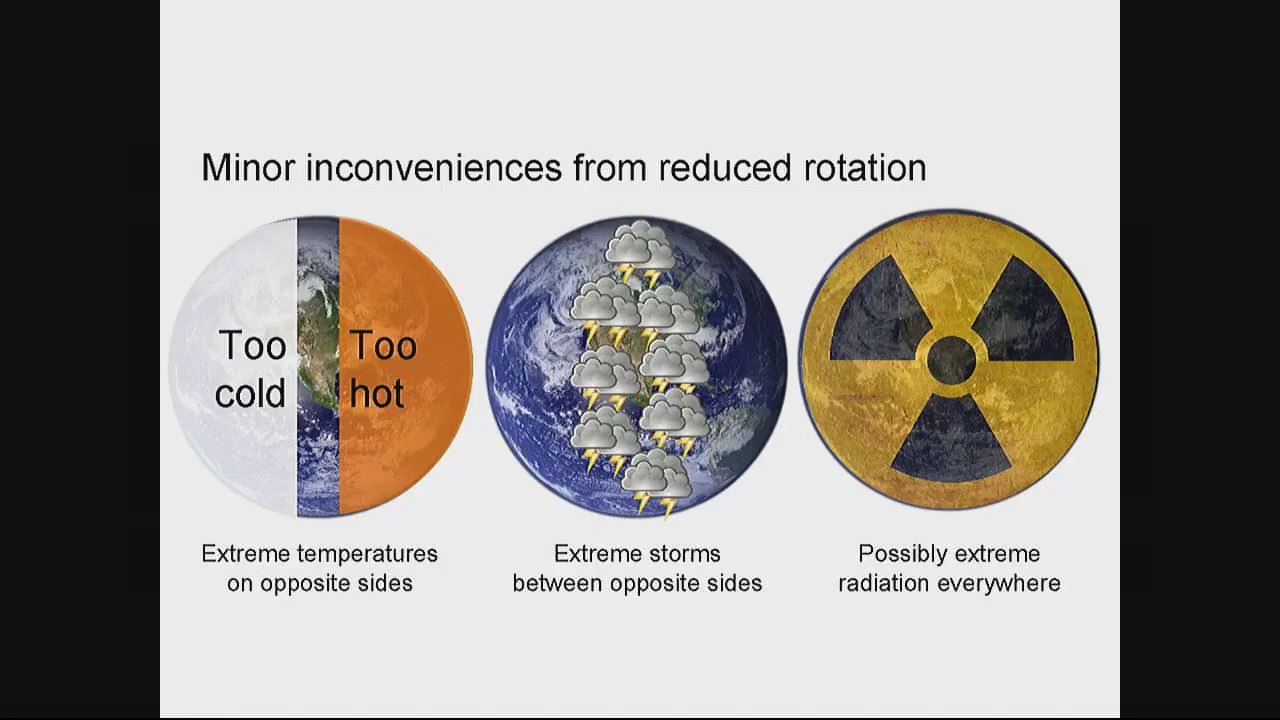 Minor inconveniences from reduced rotation
Too
cold
Too
hot
Extreme temperatures
on opposite sides
Extreme storms
between opposite sides
Possibly extreme
radiation everywhere